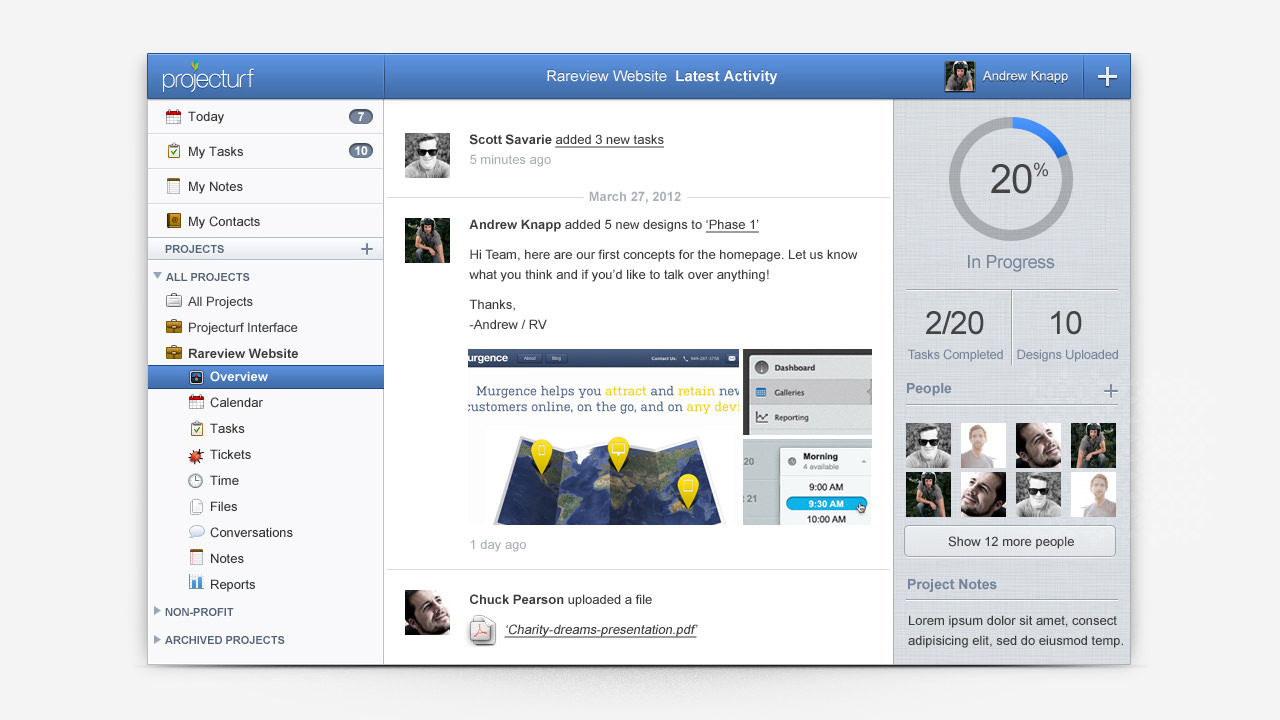 projecturf
Rareview Website Latest Activity
Andrew Knapp
Today 7
My Tasks 10
My Notes
My Contacts
PROJECTS
ALL PROJECTS
All Projects
Projecturf Interface
Rareview Website
Overview
Calendar
Tasks
Tickets
Time
Files
Conversations
Notes
Reports
NON-PROFIT
ARCHIVED PROJECTS
Scott Savarie added 3 new tasks
5 minutes ago
March 27, 2012
Andrew Knapp added 5 new designs to ‘Phase 1’
Hi Team, here are our first concepts for the homepage. Let us know
what you think and if you’d like to talk over anything!
Thanks,
-Andrew / RV
urgence About Blog Contact Us:
Murgence helps you attract and retain new
customers online, on the go, and on any devi
Dashboard
Galleries
Reporting
20
21
Morning
4 available
9:00 AM
9:30 AM
10:00 AM
1 day ago
Chuck Pearson uploaded a file
‘Charity-dreams-presentation.pdf’
20%
In Progress
2/20
Tasks Completed
10
Designs Uploaded
People
Show 12 more people
Project Notes
Lorem ipsum dolor sit amet, consect
adipisicing elit, sed do eiusmod temp.